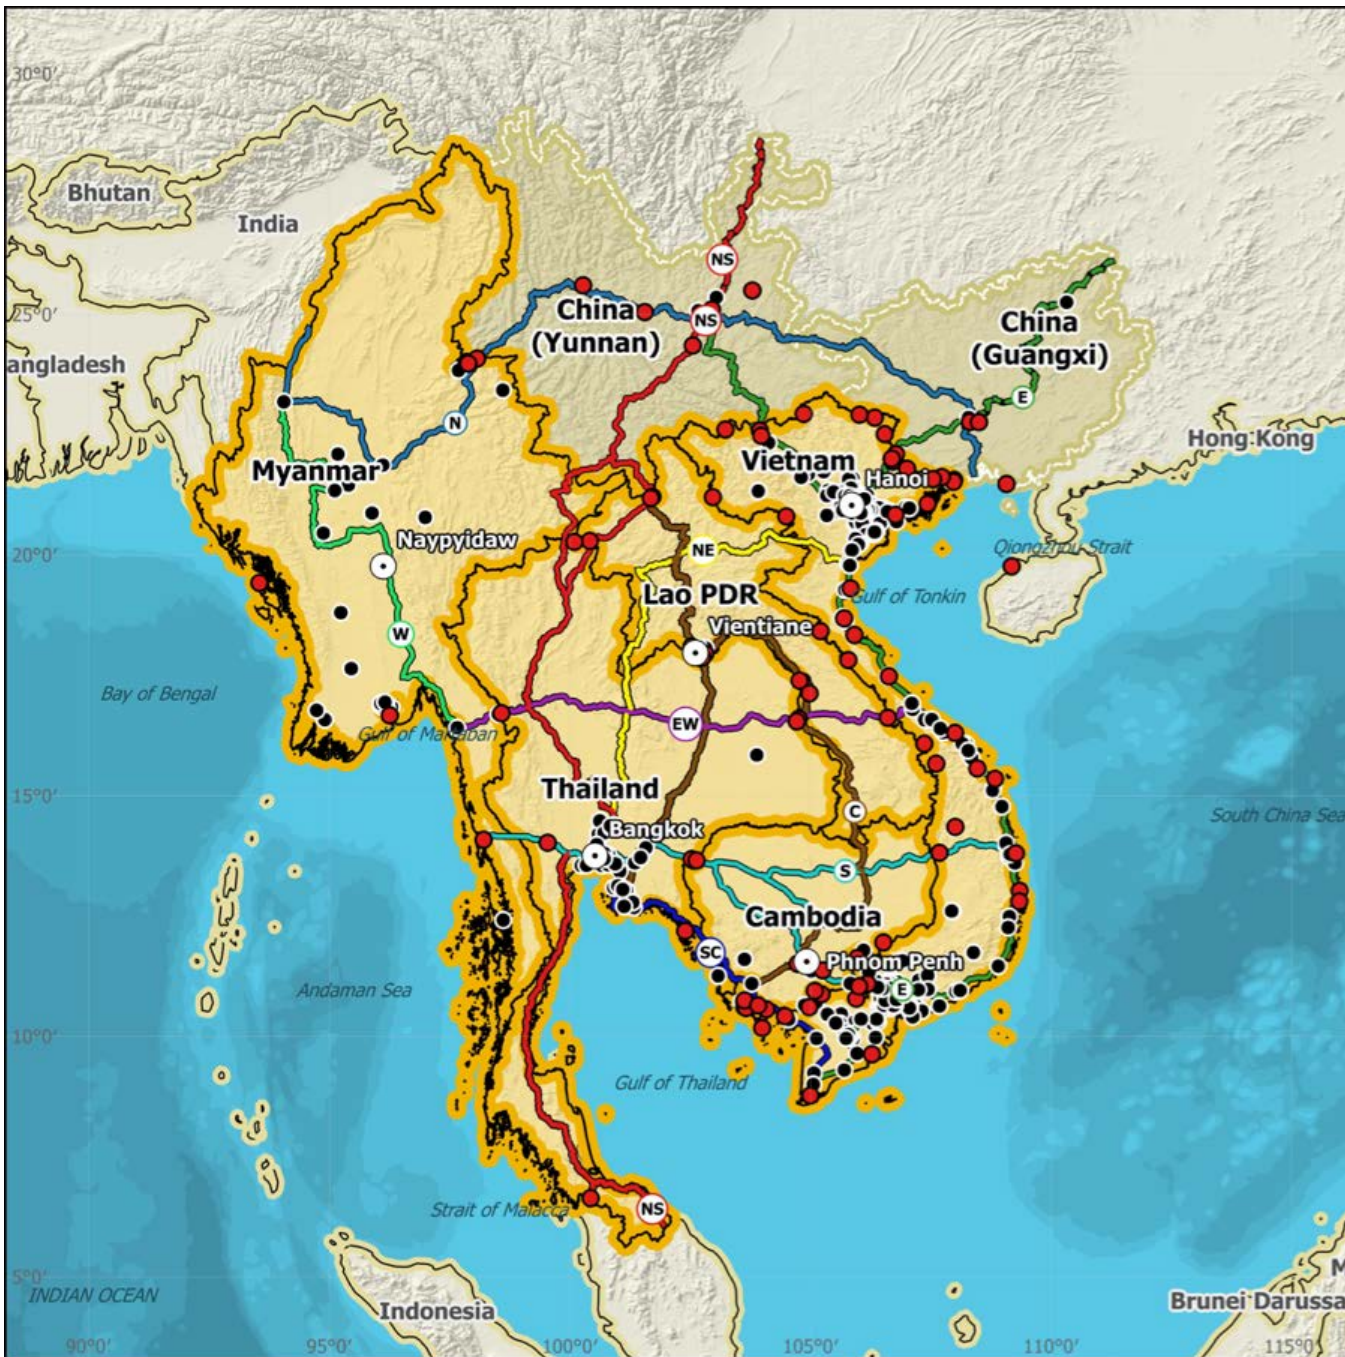 30°0'
Bhutan
India
NS
25°0'
China
(Yunnan)
NS
China
(Guangxi)
angladesh
E
N
Hong Kong
Myanmar
Vietnam
Hanoi
20°0'
Naypyidaw
NE
Qiongzhou Strait
Lao PDR
Gulf of Tonkin
W
Vientiane
Bay of Bengal
EW
Gulf of Martaban
15°0'
Thailand
C
South China Sea
Bangkok
S
Cambodia
SC
Phnom Penh
Andaman Sea
E
10°0'
Gulf of Thailand
Strait of Malacca
NS
5°0'
INDIAN OCEAN
Indonesia
M
Brunei Darussa
90°0'
95°0'
100°0'
105°0'
110°0'
115°0'